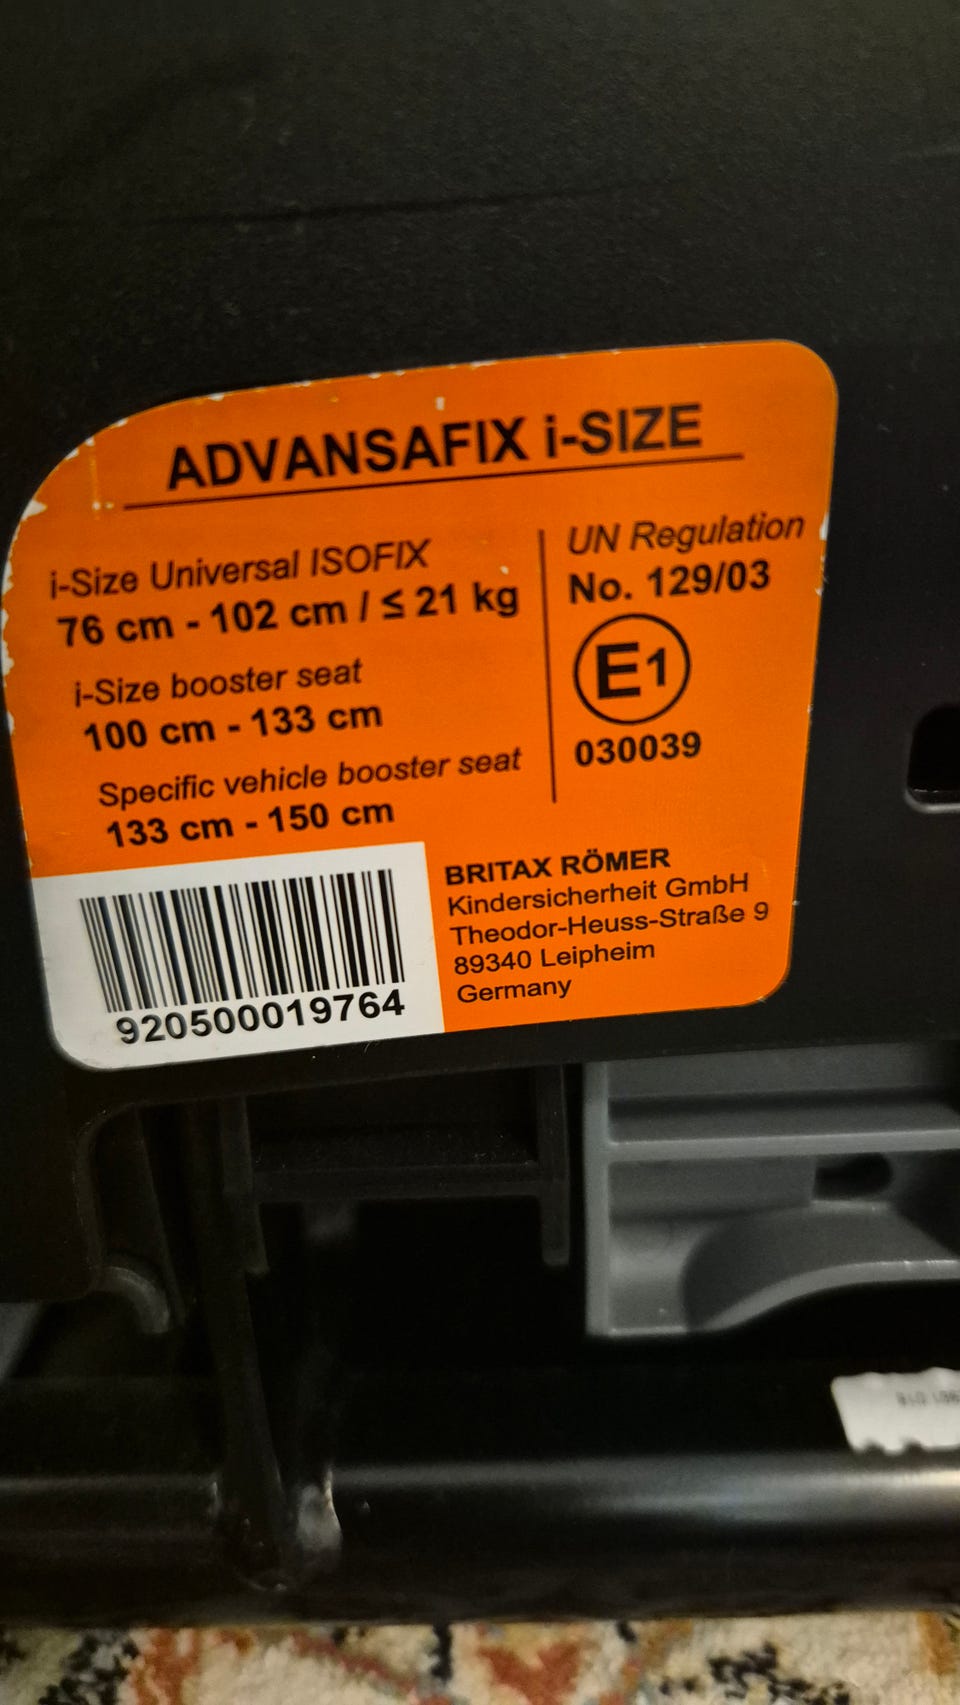 ADVANSAFIX i-SIZE
i-Size Universal ISOFIX
76 cm - 102 cm / ≤ 21 kg
i-Size booster seat
100 cm - 133 cm
Specific vehicle booster seat
133 cm - 150 cm
UN Regulation
No. 129/03
E1
030039
920500019764
BRITAX RÖMER
Kindersicherheit GmbH
Theodor-Heuss-Straße 9
89340 Leipheim
Germany